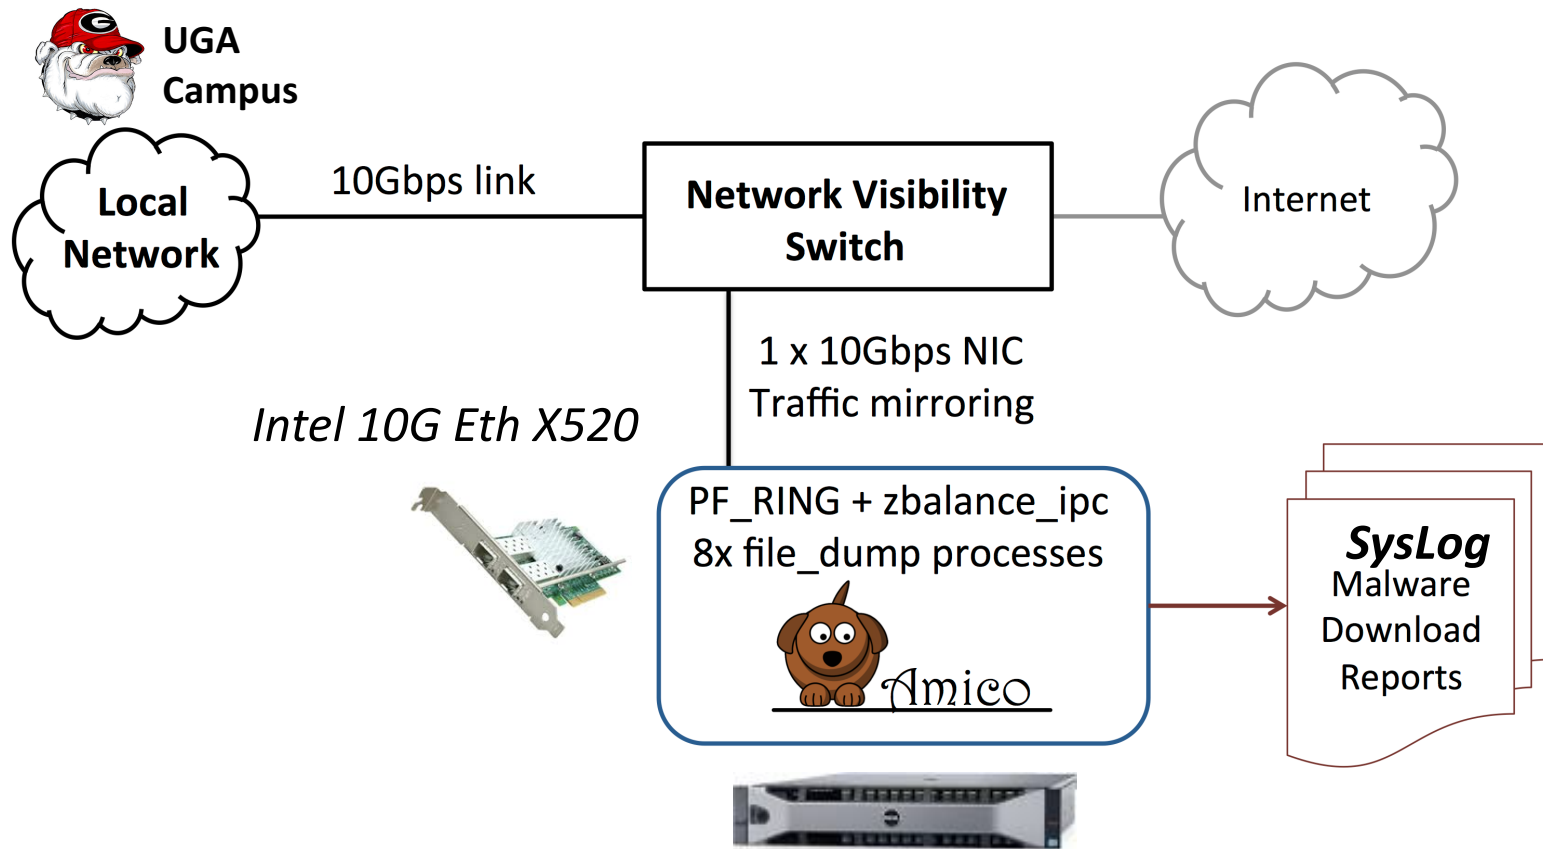 UGA
Campus
Local
Network
10Gbps link
Network Visibility
Switch
Internet
1 x 10Gbps NIC
Traffic mirroring
Intel 10G Eth X520
PF_RING + zbalance_ipc
8x file_dump processes
Amico
SysLog
Malware
Download
Reports
G